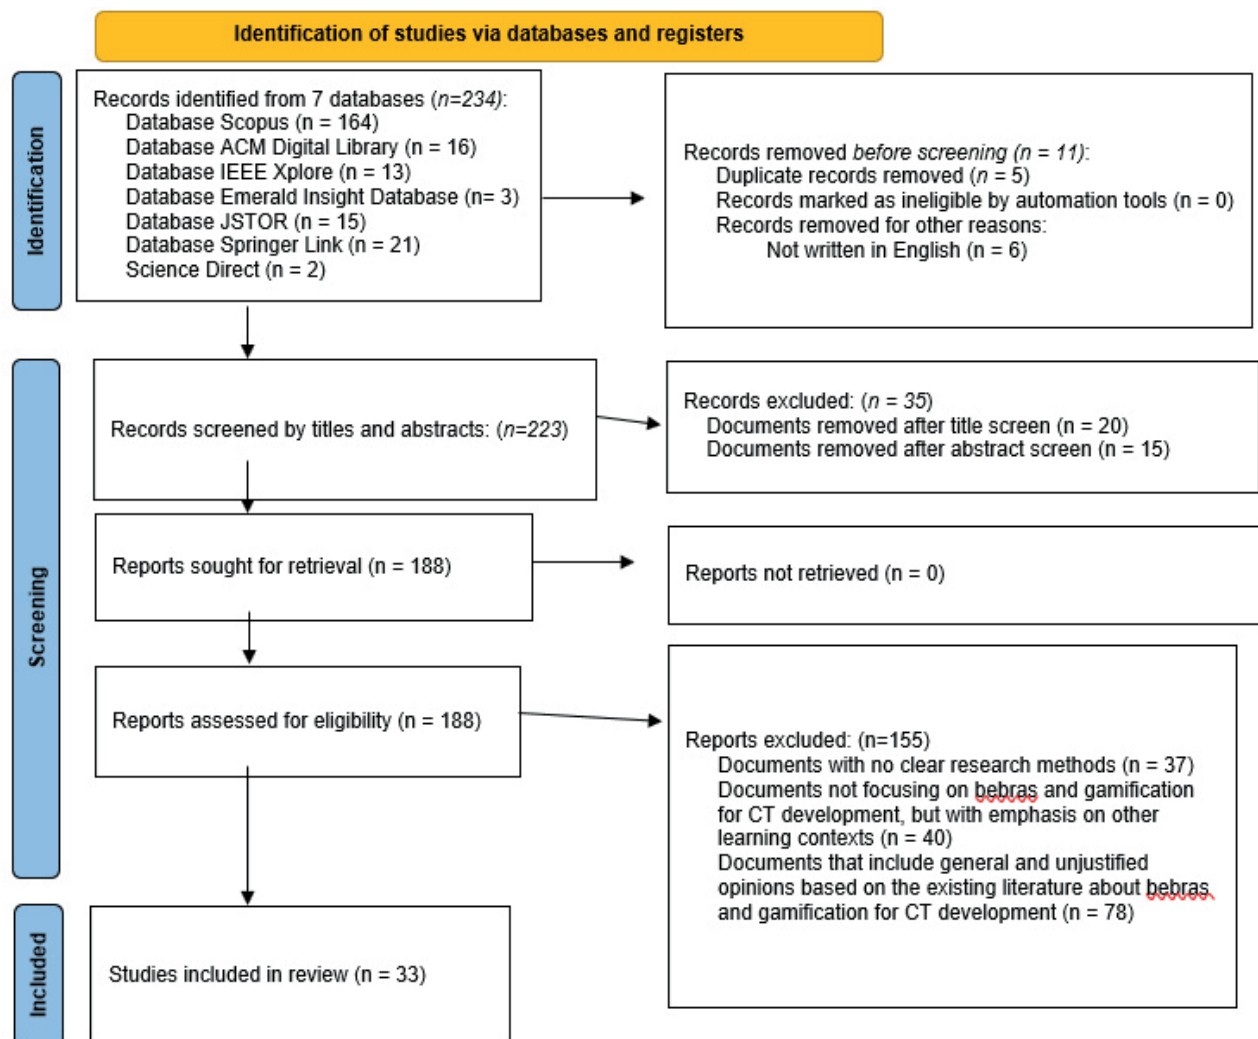 Identification of studies via databases and registers
Identification
Records identified from 7 databases (n=234):
Database Scopus (n = 164)
Database ACM Digital Library (n = 16)
Database IEEE Xplore (n = 13)
Database Emerald Insight Database (n= 3)
Database JSTOR (n = 15)
Database Springer Link (n = 21)
Science Direct (n = 2)
Records removed before screening (n = 11):
Duplicate records removed (n = 5)
Records marked as ineligible by automation tools (n = 0)
Records removed for other reasons:
Not written in English (n = 6)
Screening
Records screened by titles and abstracts: (n=223)
Records excluded: (n = 35)
Documents removed after title screen (n = 20)
Documents removed after abstract screen (n = 15)
Reports sought for retrieval (n = 188)
Reports not retrieved (n = 0)
Reports assessed for eligibility (n = 188)
Reports excluded: (n=155)
Documents with no clear research methods (n = 37)
Documents not focusing on bebras and gamification
for CT development, but with emphasis on other
learning contexts (n = 40)
Documents that include general and unjustified
opinions based on the existing literature about bebras
and gamification for CT development (n = 78)
Included
Studies included in review (n = 33)